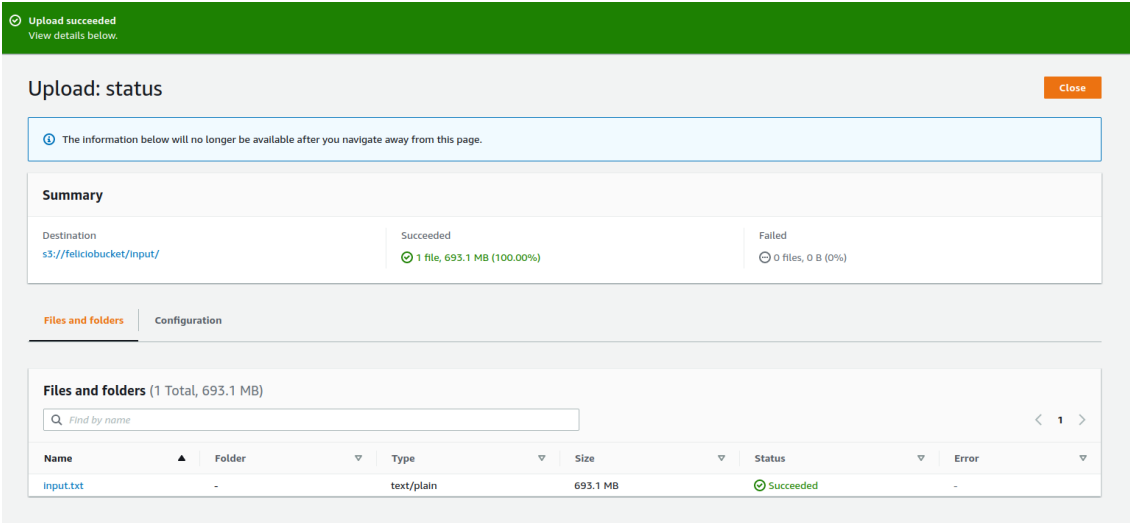 Upload succeeded
View details below.
Upload: status
Close
The information below will no longer be available after you navigate away from this page.
Summary
Destination
s3://feliciobucket/input/
Succeeded
1 file, 693.1 MB (100.00%)
Failed
0 files, 0 B (0%)
Files and folders
Configuration
Files and folders (1 Total, 693.1 MB)
Find by name
1
Name Folder Type Size Status Error
input.txt - text/plain 693.1 MB Succeeded -